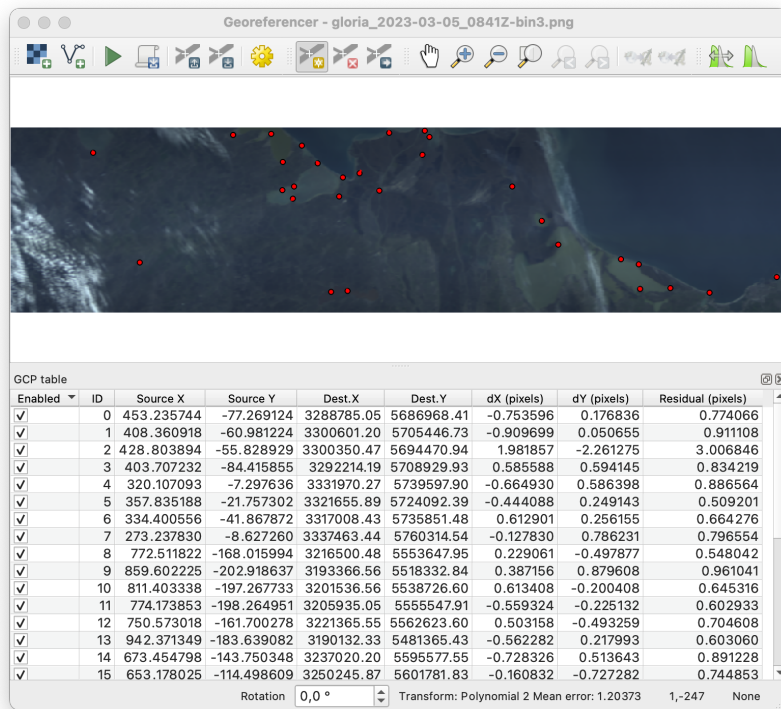 Georeferencer - gloria_2023-03-05_0841Z-bin3.png
GCP table
Enabled ID Source X Source Y Dest.X Dest.Y dX (pixels) dY (pixels) Residual (pixels)
0 453.235744 -77.269124 3288785.05 5686968.41 -0.753596 0.176836 0.774066
1 408.360918 -60.981224 3300601.20 5705446.73 -0.909699 0.050655 0.911108
2 428.803894 -55.828929 3300350.47 5694470.94 1.981857 -2.261275 3.006846
3 403.707232 -84.415855 3292214.19 5708929.93 0.585588 0.594145 0.834219
4 320.107093 -7.297636 3331970.27 5739597.90 -0.664930 0.586398 0.886564
5 357.835188 -21.757302 3321655.89 5724092.39 -0.444088 0.249143 0.509201
6 334.400556 -41.867872 3317008.43 5735851.48 0.612901 0.256155 0.664276
7 273.237830 -8.627260 3337463.44 5760314.54 -0.127830 0.786231 0.796554
8 772.511822 -168.015994 3216500.48 5553647.95 0.229061 -0.497877 0.548042
9 859.602225 -202.918637 3193366.56 5518332.84 0.387156 0.879608 0.961041
10 811.403338 -197.267733 3201536.56 5538726.60 0.613408 -0.200408 0.645316
11 774.173853 -198.264951 3205935.05 5555547.91 -0.559324 -0.225132 0.602933
12 750.573018 -161.700278 3221365.55 5562623.60 0.503158 -0.493259 0.704608
13 942.371349 -183.639082 3190132.33 5481365.43 -0.562282 0.217993 0.603060
14 673.454798 -143.750348 3237020.20 5595577.55 -0.728326 0.513643 0.891228
15 653.178025 -114.498609 3250245.87 5601781.83 -0.160832 -0.727282 0.744853
Rotation 0,0 ° Transform: Polynomial 2 Mean error: 1.20373 1,-247 None